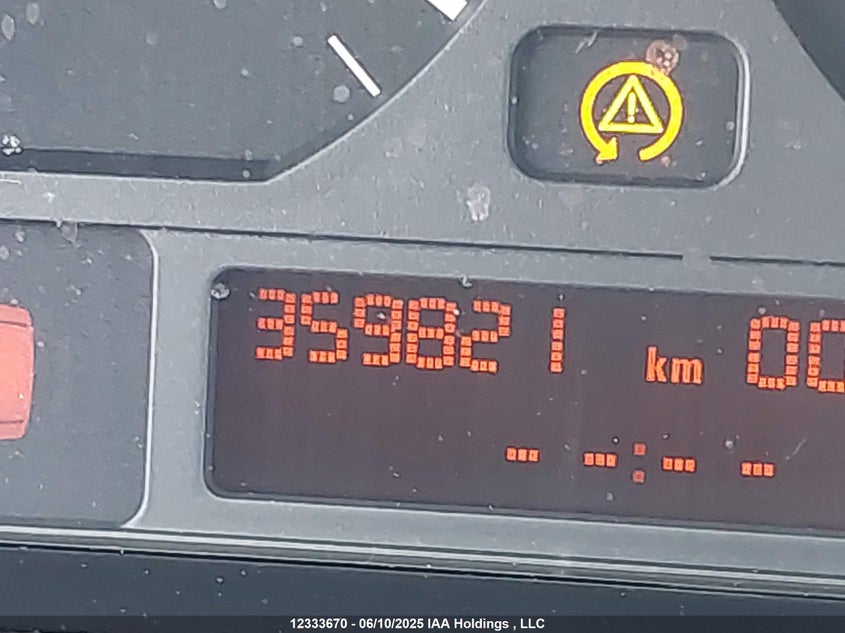 359821 km 00
-- --:-- --
12333670 - 06/10/2025 IAA Holdings , LLC